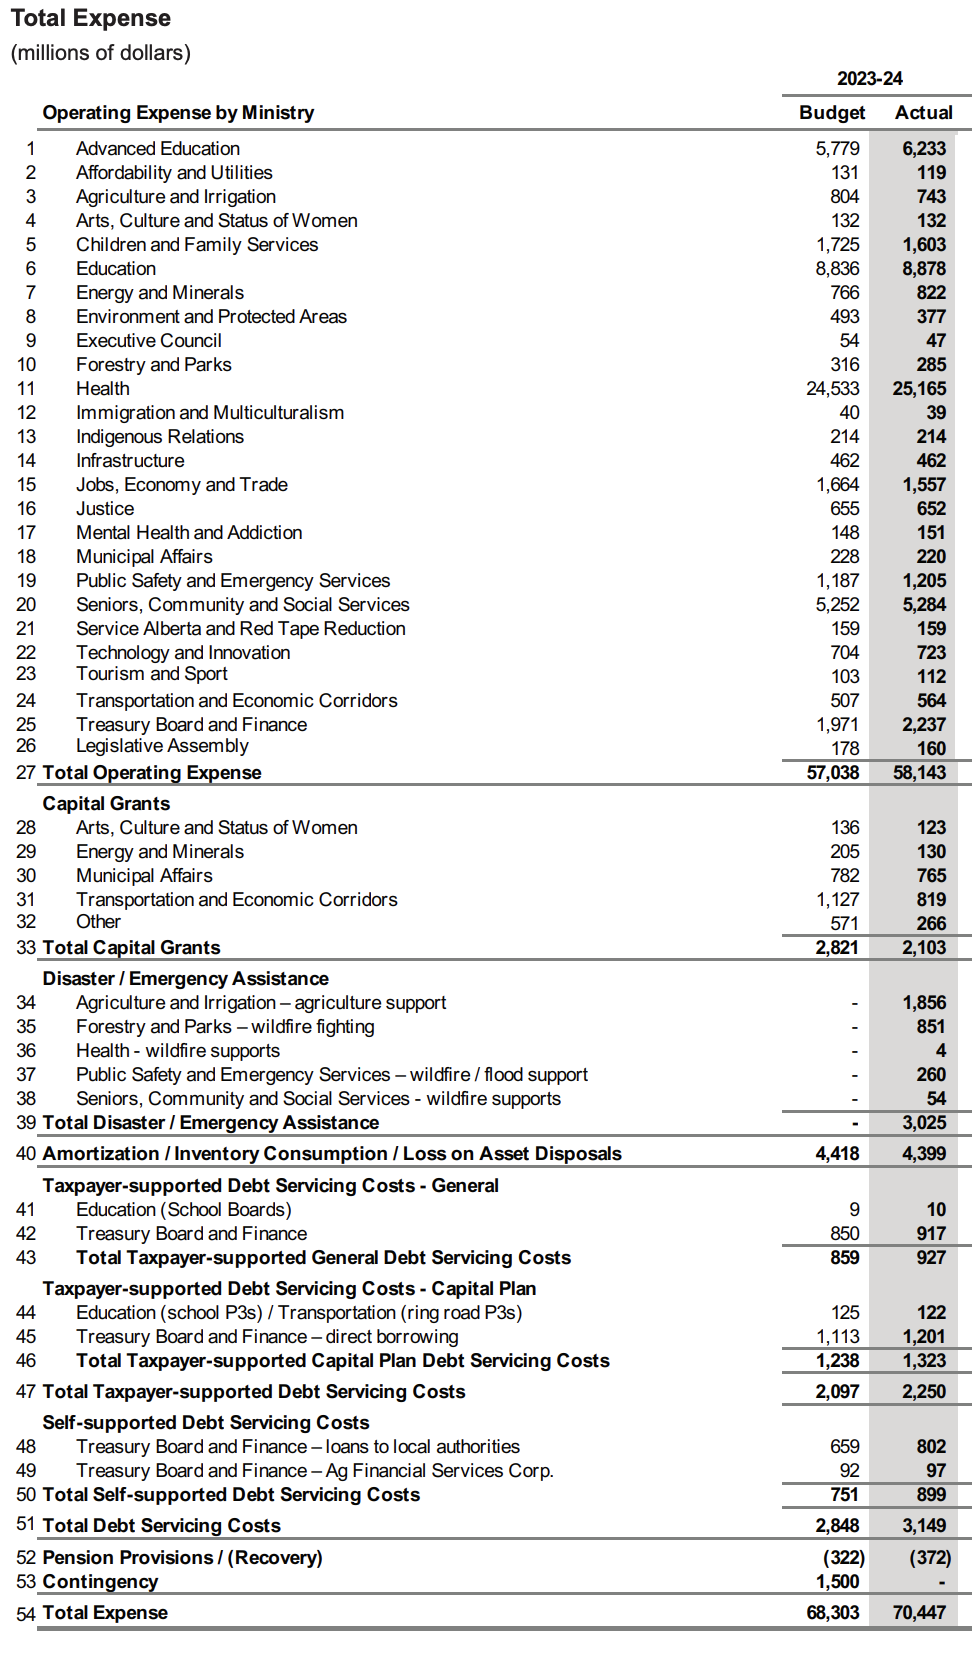 Total Expense
(millions of dollars)
2023-24
Operating Expense by Ministry Budget Actual
1 Advanced Education 5,779 6,233
2 Affordability and Utilities 131 119
3 Agriculture and Irrigation 804 743
4 Arts, Culture and Status of Women 132 132
5 Children and Family Services 1,725 1,603
6 Education 8,836 8,878
7 Energy and Minerals 766 822
8 Environment and Protected Areas 493 377
9 Executive Council 54 47
10 Forestry and Parks 316 285
11 Health 24,533 25,165
12 Immigration and Multiculturalism 40 39
13 Indigenous Relations 214 214
14 Infrastructure 462 462
15 Jobs, Economy and Trade 1,664 1,557
16 Justice 655 652
17 Mental Health and Addiction 148 151
18 Municipal Affairs 228 220
19 Public Safety and Emergency Services 1,187 1,205
20 Seniors, Community and Social Services 5,252 5,284
21 Service Alberta and Red Tape Reduction 159 159
22 Technology and Innovation 704 723
23 Tourism and Sport 103 112
24 Transportation and Economic Corridors 507 564
25 Treasury Board and Finance 1,971 2,237
26 Legislative Assembly 178 160
27 Total Operating Expense 57,038 58,143
Capital Grants
28 Arts, Culture and Status of Women 136 123
29 Energy and Minerals 205 130
30 Municipal Affairs 782 765
31 Transportation and Economic Corridors 1,127 819
32 Other 571 266
33 Total Capital Grants 2,821 2,103
Disaster / Emergency Assistance
34 Agriculture and Irrigation – agriculture support - 1,856
35 Forestry and Parks – wildfire fighting - 851
36 Health - wildfire supports - 4
37 Public Safety and Emergency Services – wildfire / flood support - 260
38 Seniors, Community and Social Services - wildfire supports - 54
39 Total Disaster / Emergency Assistance - 3,025
40 Amortization / Inventory Consumption / Loss on Asset Disposals 4,418 4,399
Taxpayer-supported Debt Servicing Costs - General
41 Education (School Boards) 9 10
42 Treasury Board and Finance 850 917
43 Total Taxpayer-supported General Debt Servicing Costs 859 927
Taxpayer-supported Debt Servicing Costs - Capital Plan
44 Education (school P3s) / Transportation (ring road P3s) 125 122
45 Treasury Board and Finance – direct borrowing 1,113 1,201
46 Total Taxpayer-supported Capital Plan Debt Servicing Costs 1,238 1,323
47 Total Taxpayer-supported Debt Servicing Costs 2,097 2,250
Self-supported Debt Servicing Costs
48 Treasury Board and Finance – loans to local authorities 659 802
49 Treasury Board and Finance – Ag Financial Services Corp. 92 97
50 Total Self-supported Debt Servicing Costs 751 899
51 Total Debt Servicing Costs 2,848 3,149
52 Pension Provisions / (Recovery) (322) (372)
53 Contingency 1,500 -
54 Total Expense 68,303 70,447